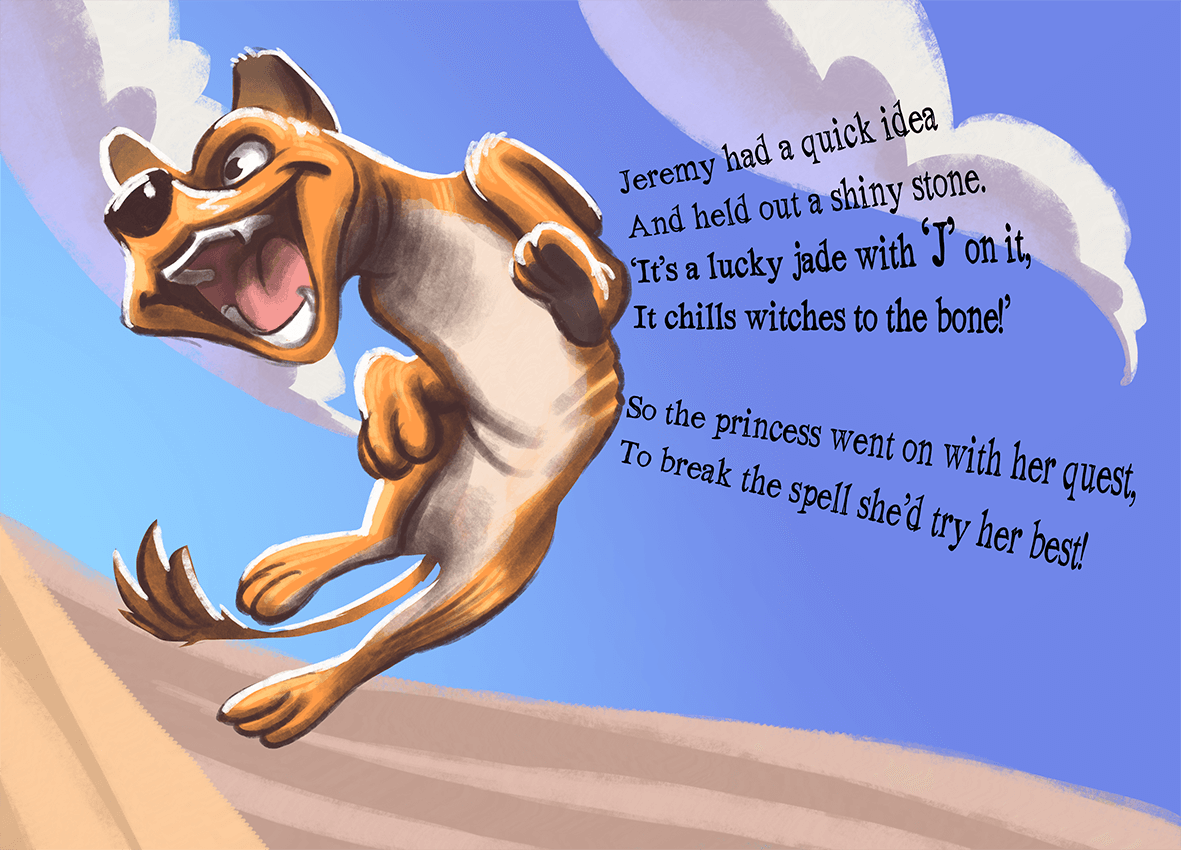 Jeremy had a quick idea
And held out a shiny stone.
‘It’s a lucky jade with ‘J’ on it,
It chills witches to the bone!’
So the princess went on with her quest,
To break the spell she’d try her best!